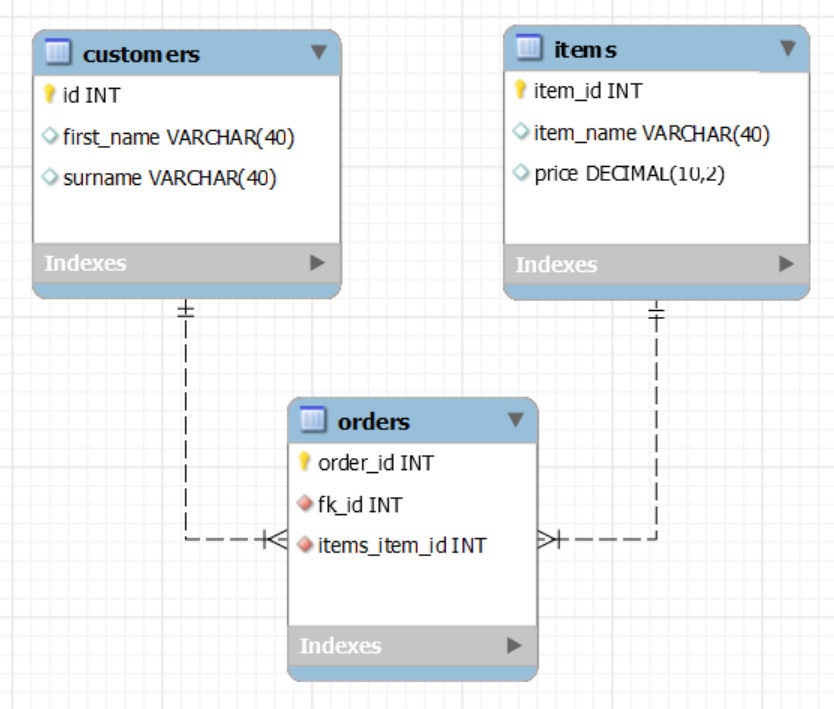 customers
id INT
first_name VARCHAR(40)
surname VARCHAR(40)
Indexes
items
item_id INT
item_name VARCHAR(40)
price DECIMAL(10,2)
Indexes
orders
order_id INT
fk_id INT
items_item_id INT
Indexes